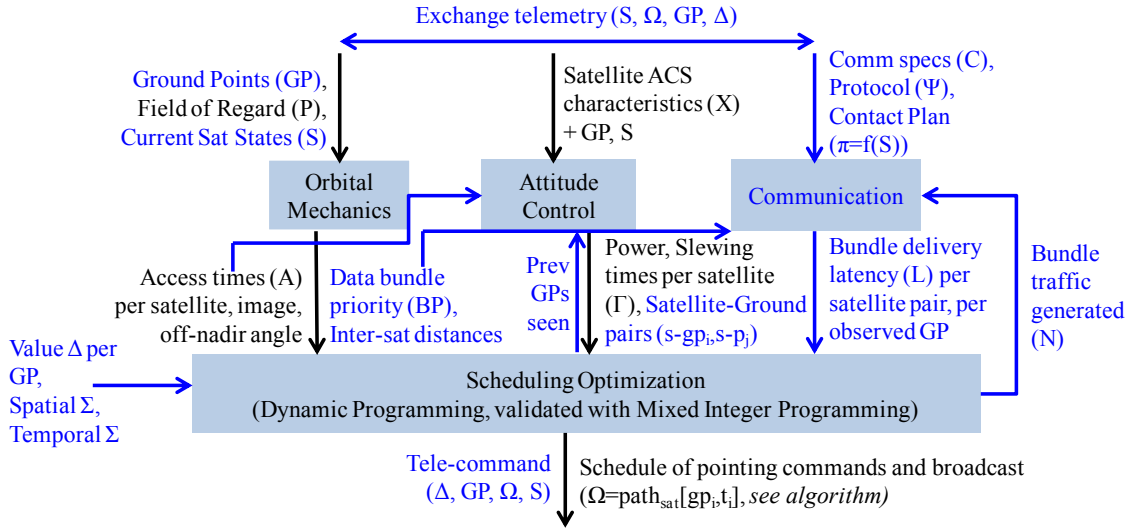 Exchange telemetry (S, Ω, GP, Δ)
Ground Points (GP),
Field of Regard (P)
Current Sat States (S)
Satellite ACS
characteristics (X)
+ GP, S
Comm specs (C),
Protocol (Ψ),
Contact Plan
(π=f(S))
Orbital
Mechanics
Attitude
Control
Communication
Access times (A)
per satellite, image,
off-nadir angle
Data bundle
priority (BP),
Inter-sat distances
Prev
GPs
seen
Power, Slewing
times per satellite
(Γ), Satellite-Ground
pairs (s-gpᵢ,s-pⱼ)
Bundle delivery
latency (L) per
satellite pair, per
observed GP
Bundle
traffic
generated
(N)
Value Δ per
GP,
Spatial Σ,
Temporal Σ
Scheduling Optimization
(Dynamic Programming, validated with Mixed Integer Programming)
Tele-command
(Δ, GP, Ω, S)
Schedule of pointing commands and broadcast
(Ω=path_sat[gpᵢ,tᵢ], see algorithm)